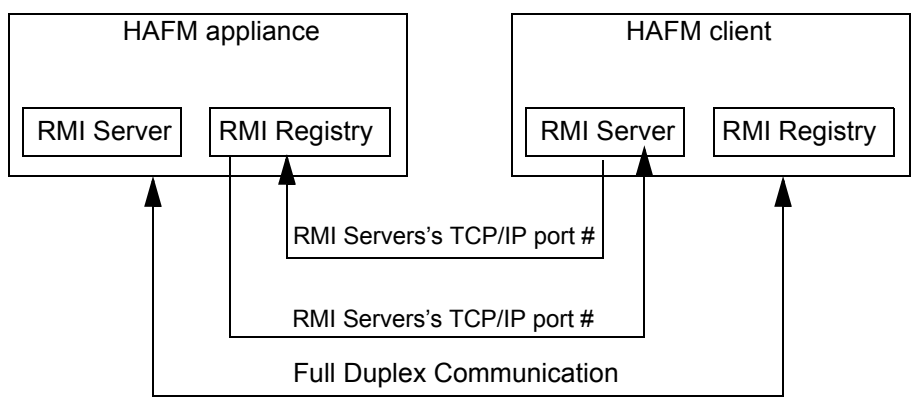 HAFM appliance
HAFM client
RMI Server
RMI Registry
RMI Server
RMI Registry
RMI Servers's TCP/IP port #
RMI Servers's TCP/IP port #
Full Duplex Communication